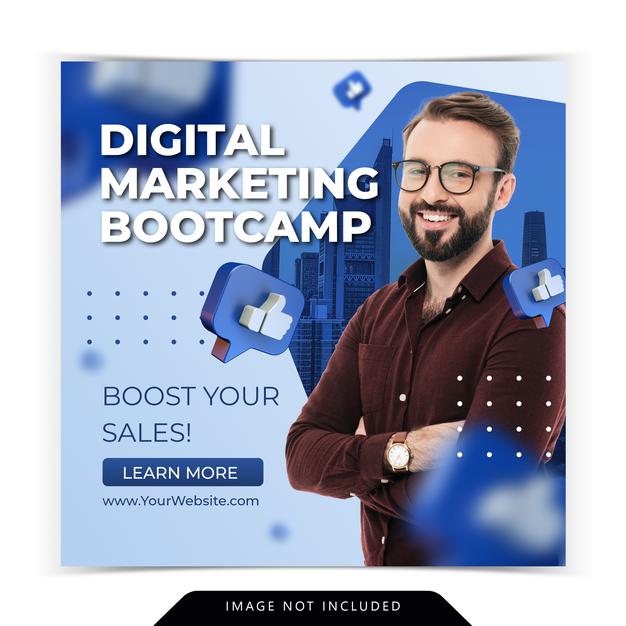 DIGITAL
MARKETING
BOOTCAMP
BOOST YOUR
SALES!
LEARN MORE
www.YourWebsite.com
IMAGE NOT INCLUDED